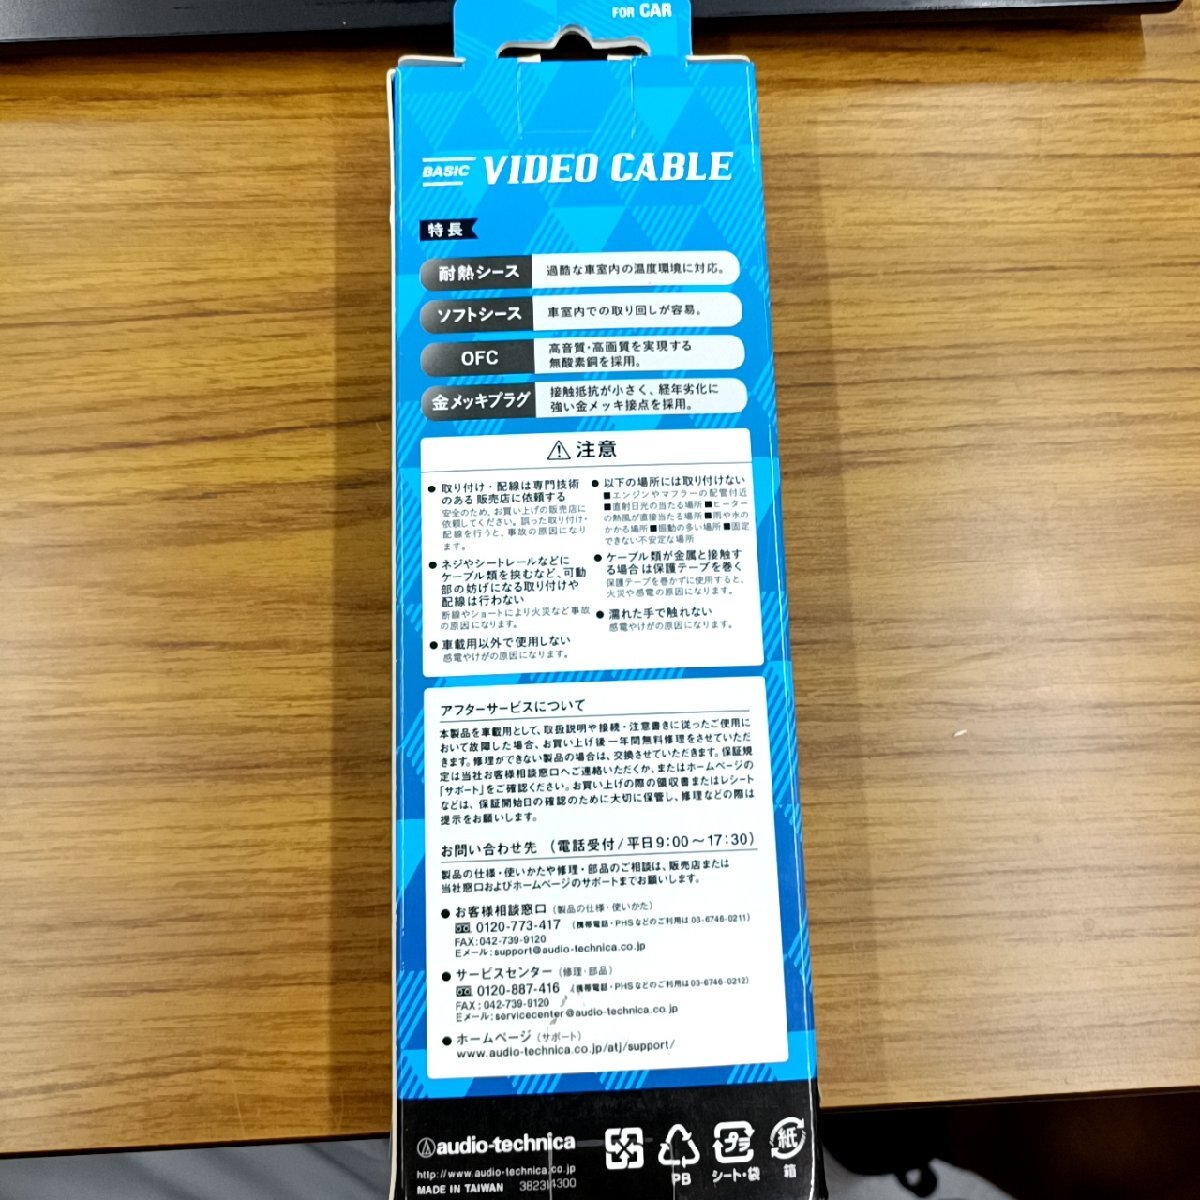 FOR CAR
BASIC VIDEO CABLE
特長
耐熱シース 過酷な車室内の温度環境に対応。
ソフトシース 車室内での取り回しが容易。
OFC 高音質・高画質を実現する
無酸素銅を採用。
金メッキプラグ 接触抵抗が小さく、経年劣化に
強い金メッキ接点を採用。
注意
● 取り付け・配線は専門技術
のある販売店に依頼する
安全のため、お買い上げの販売店に
依頼してください。誤った取り付け・
配線を行うと、事故の原因になり
ます。
● ネジやシートレールなどに
ケーブル類を挟むなど、可動
部の妨げになる取り付けや
配線は行わない
断線やショートにより火災など事故
の原因になります。
● 車載用以外で使用しない
感電やけがの原因になります。
● 以下の場所には取り付けない
■エンジンやマフラーの配管付近
■直射日光の当たる場所■ヒーター
の熱風が直接当たる場所■雨や水の
かかる場所■振動の多い場所■固定
できない不安定な場所
● ケーブル類が金属と接触す
る場合は保護テープを巻く
保護テープを巻かずに使用すると、
火災や感電の原因になります。
● 濡れた手で触れない
感電やけがの原因になります。
アフターサービスについて
本製品を車載用として、取扱説明や接続・注意書きに従ったご使用に
おいて故障した場合、お買い上げ後一年間無料修理をさせていただ
きます。修理ができない製品の場合は、交換させていただきます。保証規
定は当社お客様相談窓口へご連絡いただくか、またはホームページの
「サポート」をご確認ください。お買い上げの際の領収書またはレシート
などは、保証開始日の確認のために大切に保管し、修理などの際は
提示をお願いします。
お問い合わせ先 (電話受付/平日9:00～17:30)
製品の仕様・使いかたや修理・部品のご相談は、販売店または
当社窓口およびホームページのサポートまでお願いします。
● お客様相談窓口(製品の仕様・使いかた)
0120-773-417 (携帯電話・PHSなどのご利用は 03-6746-0211)
FAX:042-739-9120
Eメール:support@audio-technica.co.jp
● サービスセンター(修理・部品)
0120-887-416 (携帯電話・PHSなどのご利用は 03-6746-0212)
FAX:042-739-9120
Eメール:servicecenter@audio-technica.co.jp
● ホームページ(サポート)
www.audio-technica.co.jp/atj/support/
audio-technica
http://www.audio-technica.co.jp
MADE IN TAIWAN 382314300
PB
プラ
シート・袋
紙
箱